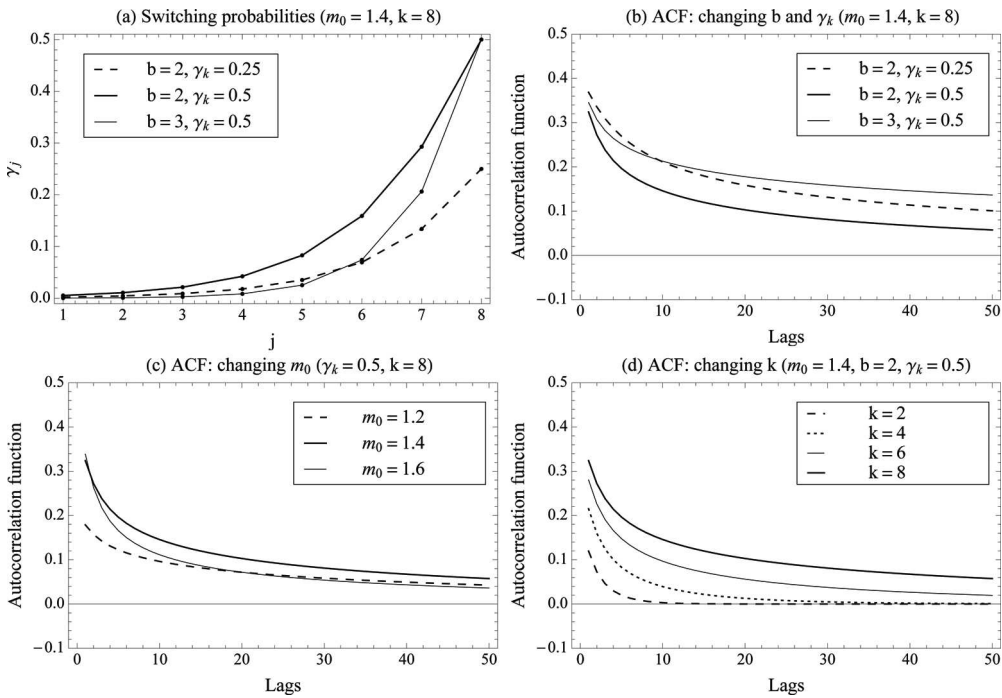 (a) Switching probabilities (m₀ = 1.4, k = 8)
0.5
0.4
0.3
0.2
0.1
0.0
γⱼ
b = 2, γₖ = 0.25
b = 2, γₖ = 0.5
b = 3, γₖ = 0.5
1 2 3 4 5 6 7 8
j
(b) ACF: changing b and γₖ (m₀ = 1.4, k = 8)
0.5
0.4
0.3
0.2
0.1
0.0
−0.1
Autocorrelation function
b = 2, γₖ = 0.25
b = 2, γₖ = 0.5
b = 3, γₖ = 0.5
0 10 20 30 40 50
Lags
(c) ACF: changing m₀ (γₖ = 0.5, k = 8)
0.5
0.4
0.3
0.2
0.1
0.0
−0.1
Autocorrelation function
m₀ = 1.2
m₀ = 1.4
m₀ = 1.6
0 10 20 30 40 50
Lags
(d) ACF: changing k (m₀ = 1.4, b = 2, γₖ = 0.5)
0.5
0.4
0.3
0.2
0.1
0.0
−0.1
Autocorrelation function
k = 2
k = 4
k = 6
k = 8
0 10 20 30 40 50
Lags